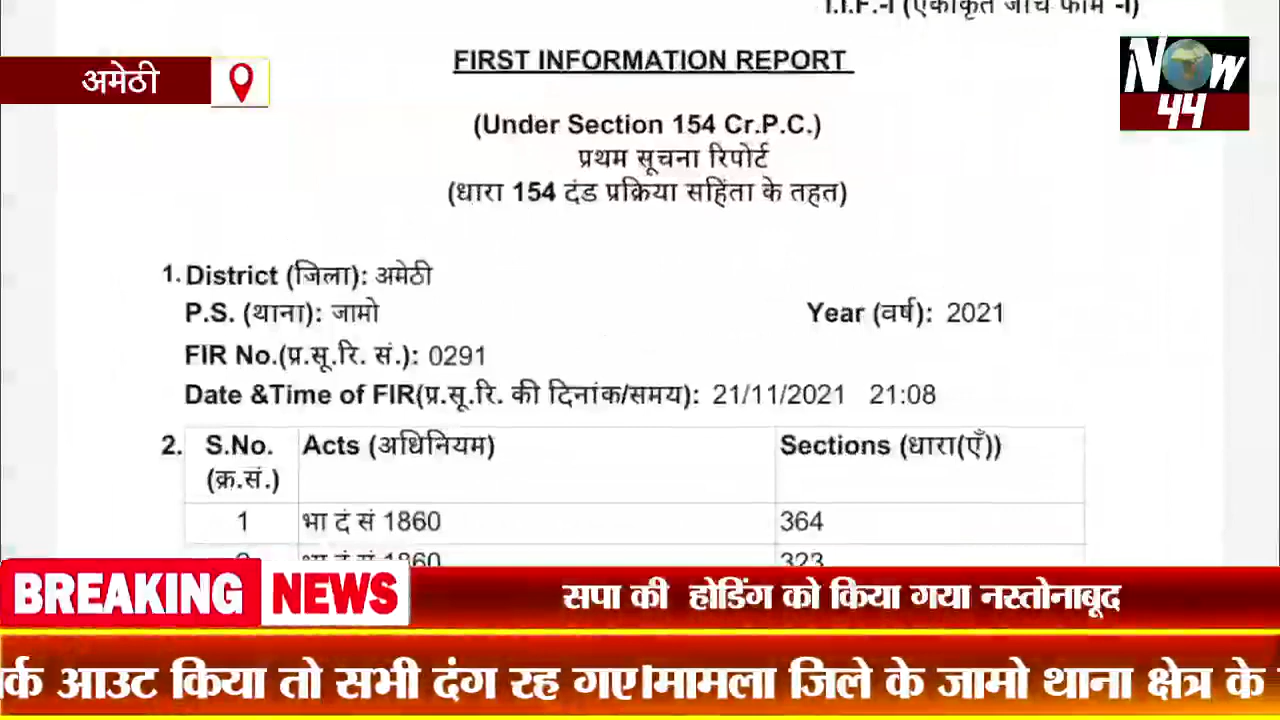 I.I.F.-I (एकीकृत जाँच फार्म -I)
FIRST INFORMATION REPORT
अमेठी
NOW
44
(Under Section 154 Cr.P.C.)
प्रथम सूचना रिपोर्ट
(धारा 154 दंड प्रक्रिया सहिंता के तहत)
1. District (जिला): अमेठी
P.S. (थाना): जामो Year (वर्ष): 2021
FIR No.(प्र.सू.रि. सं.): 0291
Date &Time of FIR(प्र.सू.रि. की दिनांक/समय): 21/11/2021 21:08
2. S.No. Acts (अधिनियम) Sections (धारा(एँ))
(क्र.सं.)
1 भा दं सं 1860 364
2 भा दं सं 1860 323
BREAKING NEWS सपा की होडिंग को किया गया नस्तोनाबूद
र्क आउट किया तो सभी दंग रह गए।मामला जिले के जामो थाना क्षेत्र के